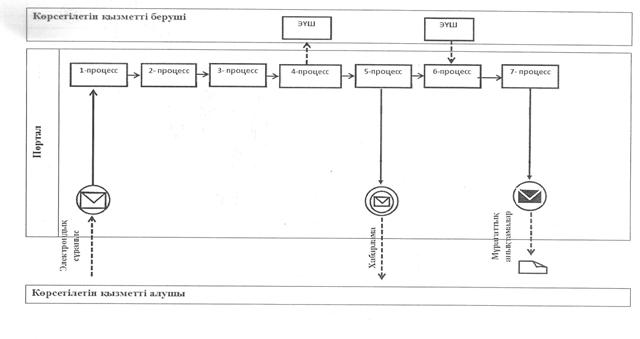 Көрсетілетін қызметті беруші
ЭҮШ
ЭҮШ
Портал
1-процесс
2- процесс
3- процесс
4-процесс
5-процесс
6-процесс
7- процесс
Электрондық
сұраныс
Хабарлама
Мұрағаттық
анықтамалар
Көрсетілетін қызметті алушы